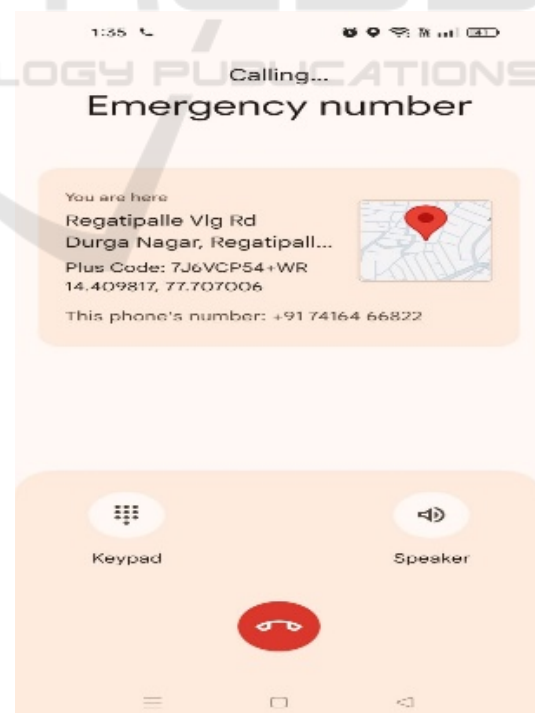 1:35
41
LOGY PUBLICATIONS
Calling...
Emergency number
You are here
Regatipalle Vlg Rd
Durga Nagar, Regatipall...
Plus Code: 7J6VCP54+WR
14.409817, 77.707006
This phone's number: +91 74164 66822
Keypad
Speaker